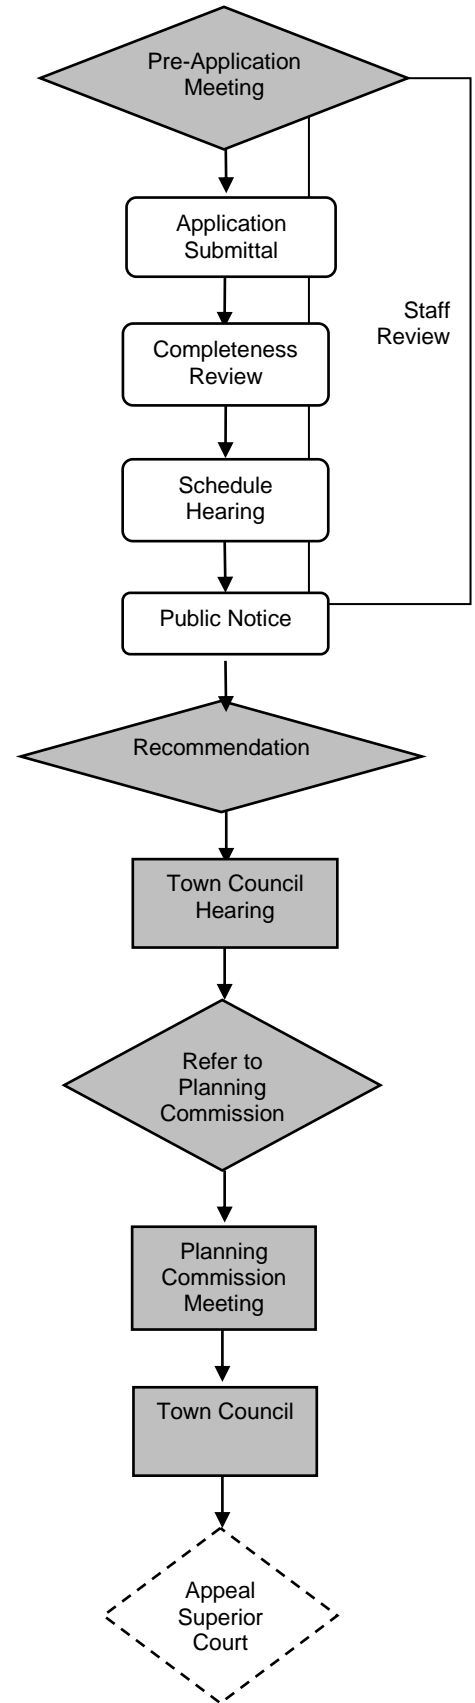 Pre-Application
Meeting
Application
Submittal
Staff
Review
Completeness
Review
Schedule
Hearing
Public Notice
Recommendation
Town Council
Hearing
Refer to
Planning
Commission
Planning
Commission
Meeting
Town Council
Appeal
Superior
Court